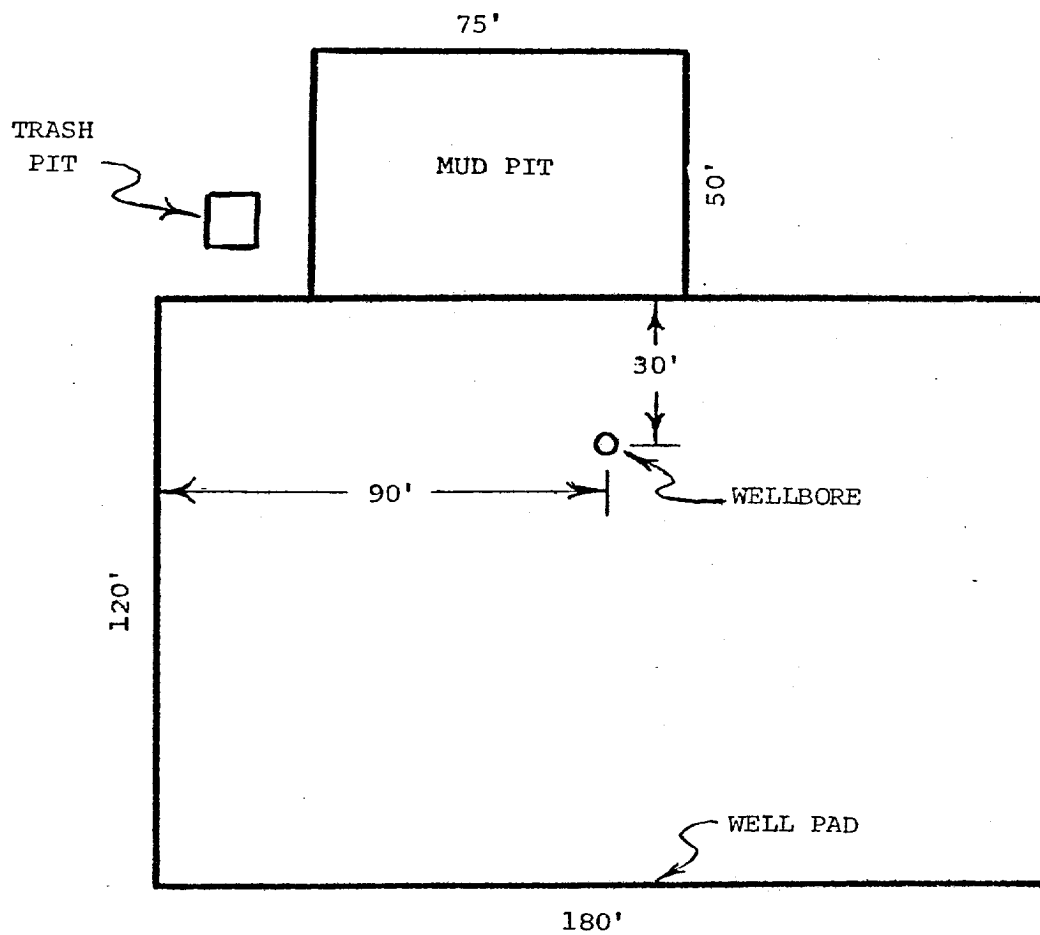 75'
TRASH
PIT
MUD PIT
50'
30'
90'
WELLBORE
120'
WELL PAD
180'